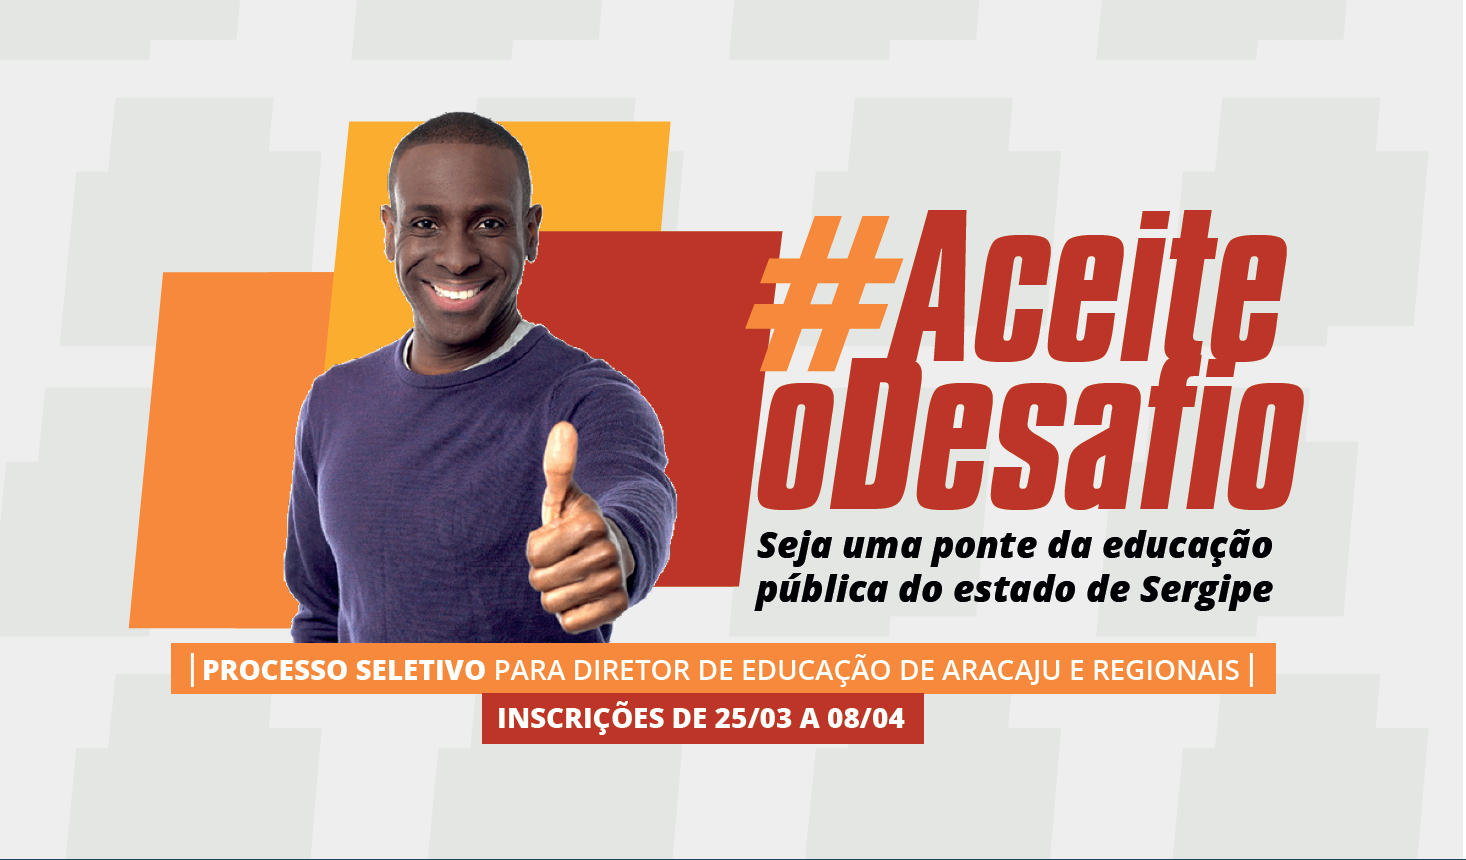 #Aceite
oDesafio
Seja uma ponte da educação
pública do estado de Sergipe
|PROCESSO SELETIVO PARA DIRETOR DE EDUCAÇÃO DE ARACAJU E REGIONAIS|
INSCRIÇÕES DE 25/03 A 08/04